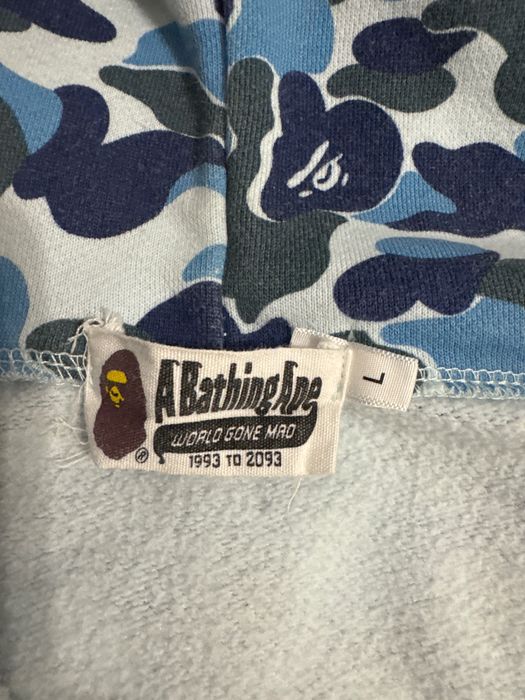 A Bathing Ape
WORLD GONE MAD
1993 TO 2093
®
L